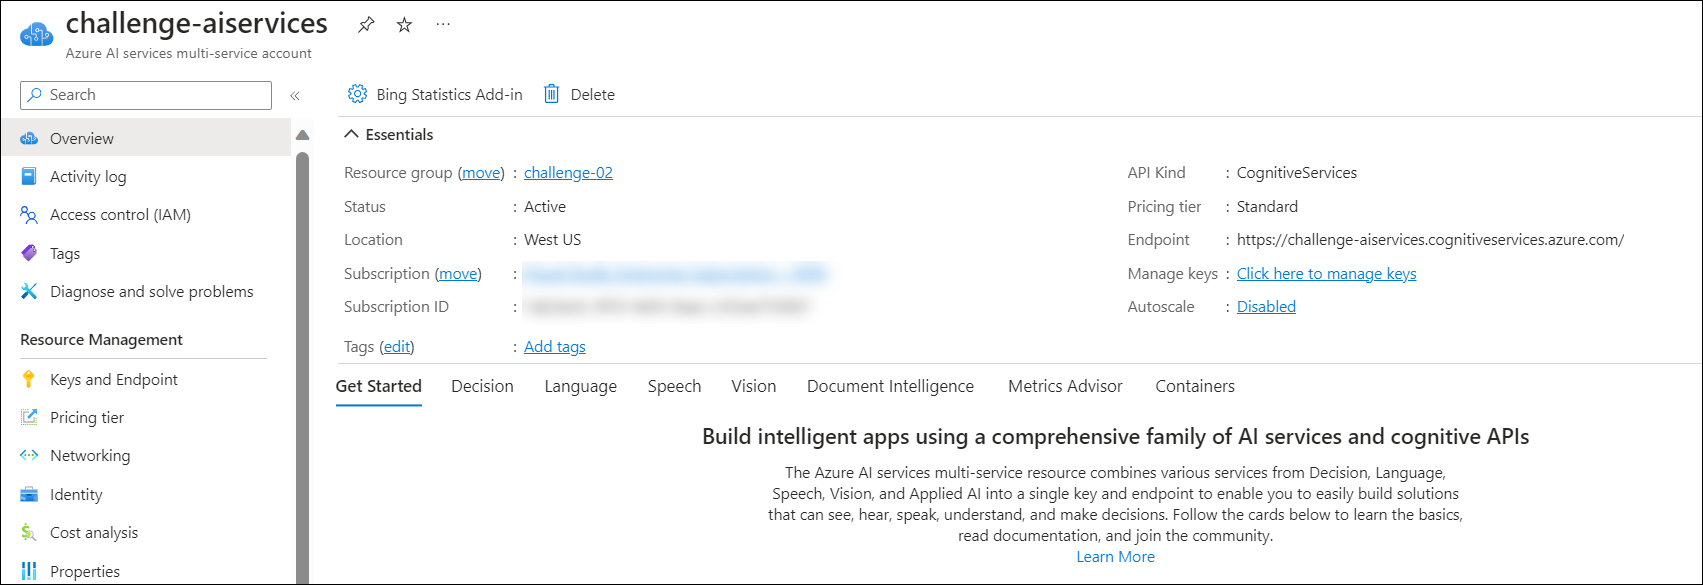 challenge-aiservices
Azure AI services multi-service account
Search
«
Overview
Activity log
Access control (IAM)
Tags
Diagnose and solve problems
Resource Management
Keys and Endpoint
Pricing tier
Networking
Identity
Cost analysis
Properties
Bing Statistics Add-in Delete
Essentials
Resource group (move) : challenge-02
Status : Active
Location : West US
Subscription (move) :
Subscription ID :
Tags (edit) : Add tags
API Kind : CognitiveServices
Pricing tier : Standard
Endpoint : https://challenge-aiservices.cognitiveservices.azure.com/
Manage keys : Click here to manage keys
Autoscale : Disabled
Get Started Decision Language Speech Vision Document Intelligence Metrics Advisor Containers
Build intelligent apps using a comprehensive family of AI services and cognitive APIs
The Azure AI services multi-service resource combines various services from Decision, Language,
Speech, Vision, and Applied AI into a single key and endpoint to enable you to easily build solutions
that can see, hear, speak, understand, and make decisions. Follow the cards below to learn the basics,
read documentation, and join the community.
Learn More